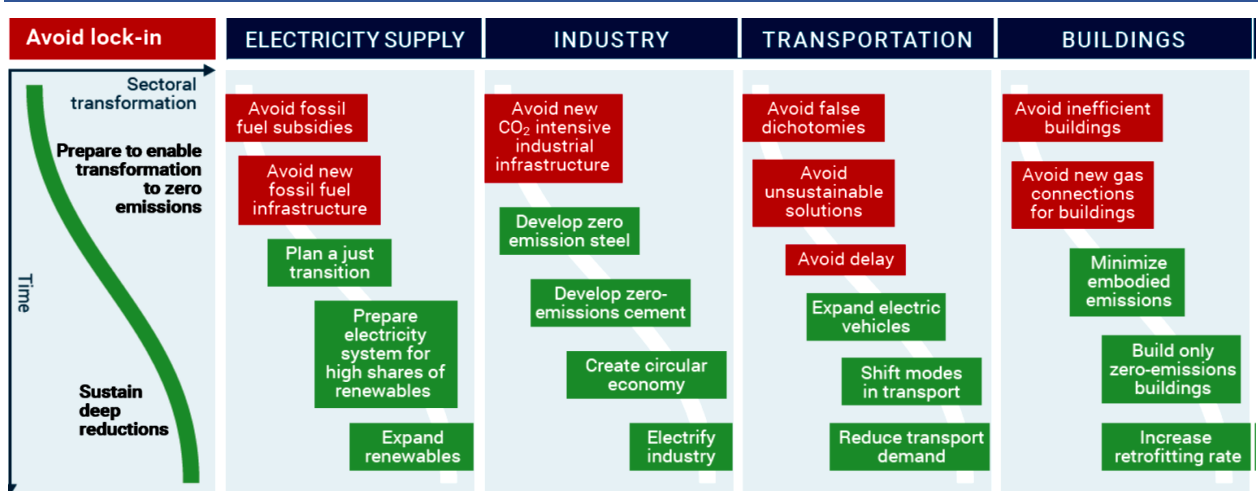 Avoid lock-in
Sectoral
transformation
Prepare to enable
transformation
to zero
emissions
Time
Sustain
deep
reductions
ELECTRICITY SUPPLY
Avoid fossil
fuel subsidies
Avoid new
fossil fuel
infrastructure
Plan a just
transition
Prepare
electricity
system for
high shares of
renewables
Expand
renewables
INDUSTRY
Avoid new
CO₂ intensive
industrial
infrastructure
Develop zero
emission steel
Develop zero-
emissions cement
Create circular
economy
Electrify
industry
TRANSPORTATION
Avoid false
dichotomies
Avoid
unsustainable
solutions
Avoid delay
Expand electric
vehicles
Shift modes
in transport
Reduce transport
demand
BUILDINGS
Avoid inefficient
buildings
Avoid new gas
connections
for buildings
Minimize
embodied
emissions
Build only
zero-emissions
buildings
Increase
retrofitting rate